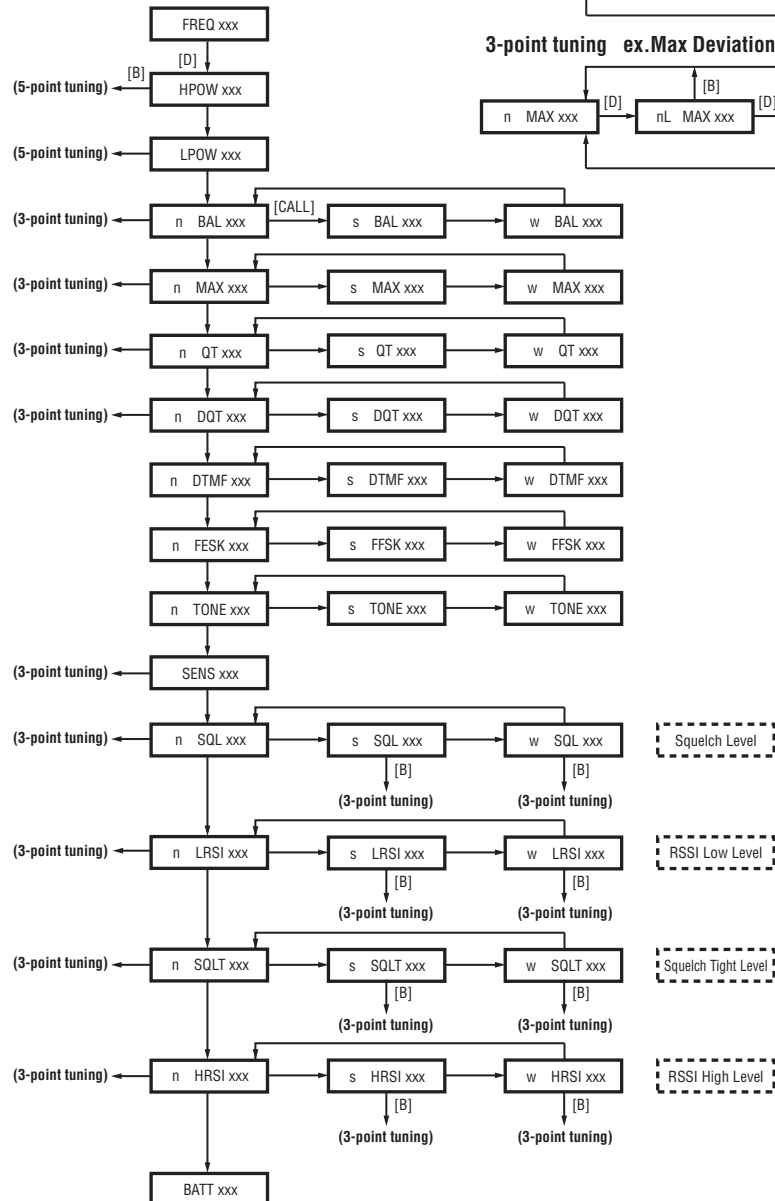 FREQ xxx
3-point tuning ex.Max Deviation
[D]
(5-point tuning) [B] HPOW xxx
[B]
n MAX xxx [D] nL MAX xxx [D]
(5-point tuning) LPOW xxx
(3-point tuning) n BAL xxx [CALL] s BAL xxx w BAL xxx
(3-point tuning) n MAX xxx s MAX xxx w MAX xxx
(3-point tuning) n QT xxx s QT xxx w QT xxx
(3-point tuning) n DQT xxx s DQT xxx w DQT xxx
n DTMF xxx s DTMF xxx w DTMF xxx
n FESK xxx s FFSK xxx w FFSK xxx
n TONE xxx s TONE xxx w TONE xxx
(3-point tuning) SENS xxx
(3-point tuning) n SQL xxx s SQL xxx w SQL xxx Squelch Level
[B] [B]
(3-point tuning) (3-point tuning)
(3-point tuning) n LRSI xxx s LRSI xxx w LRSI xxx RSSI Low Level
[B] [B]
(3-point tuning) (3-point tuning)
(3-point tuning) n SQLT xxx s SQLT xxx w SQLT xxx Squelch Tight Level
[B] [B]
(3-point tuning) (3-point tuning)
(3-point tuning) n HRSI xxx s HRSI xxx w HRSI xxx RSSI High Level
[B] [B]
(3-point tuning) (3-point tuning)
BATT xxx